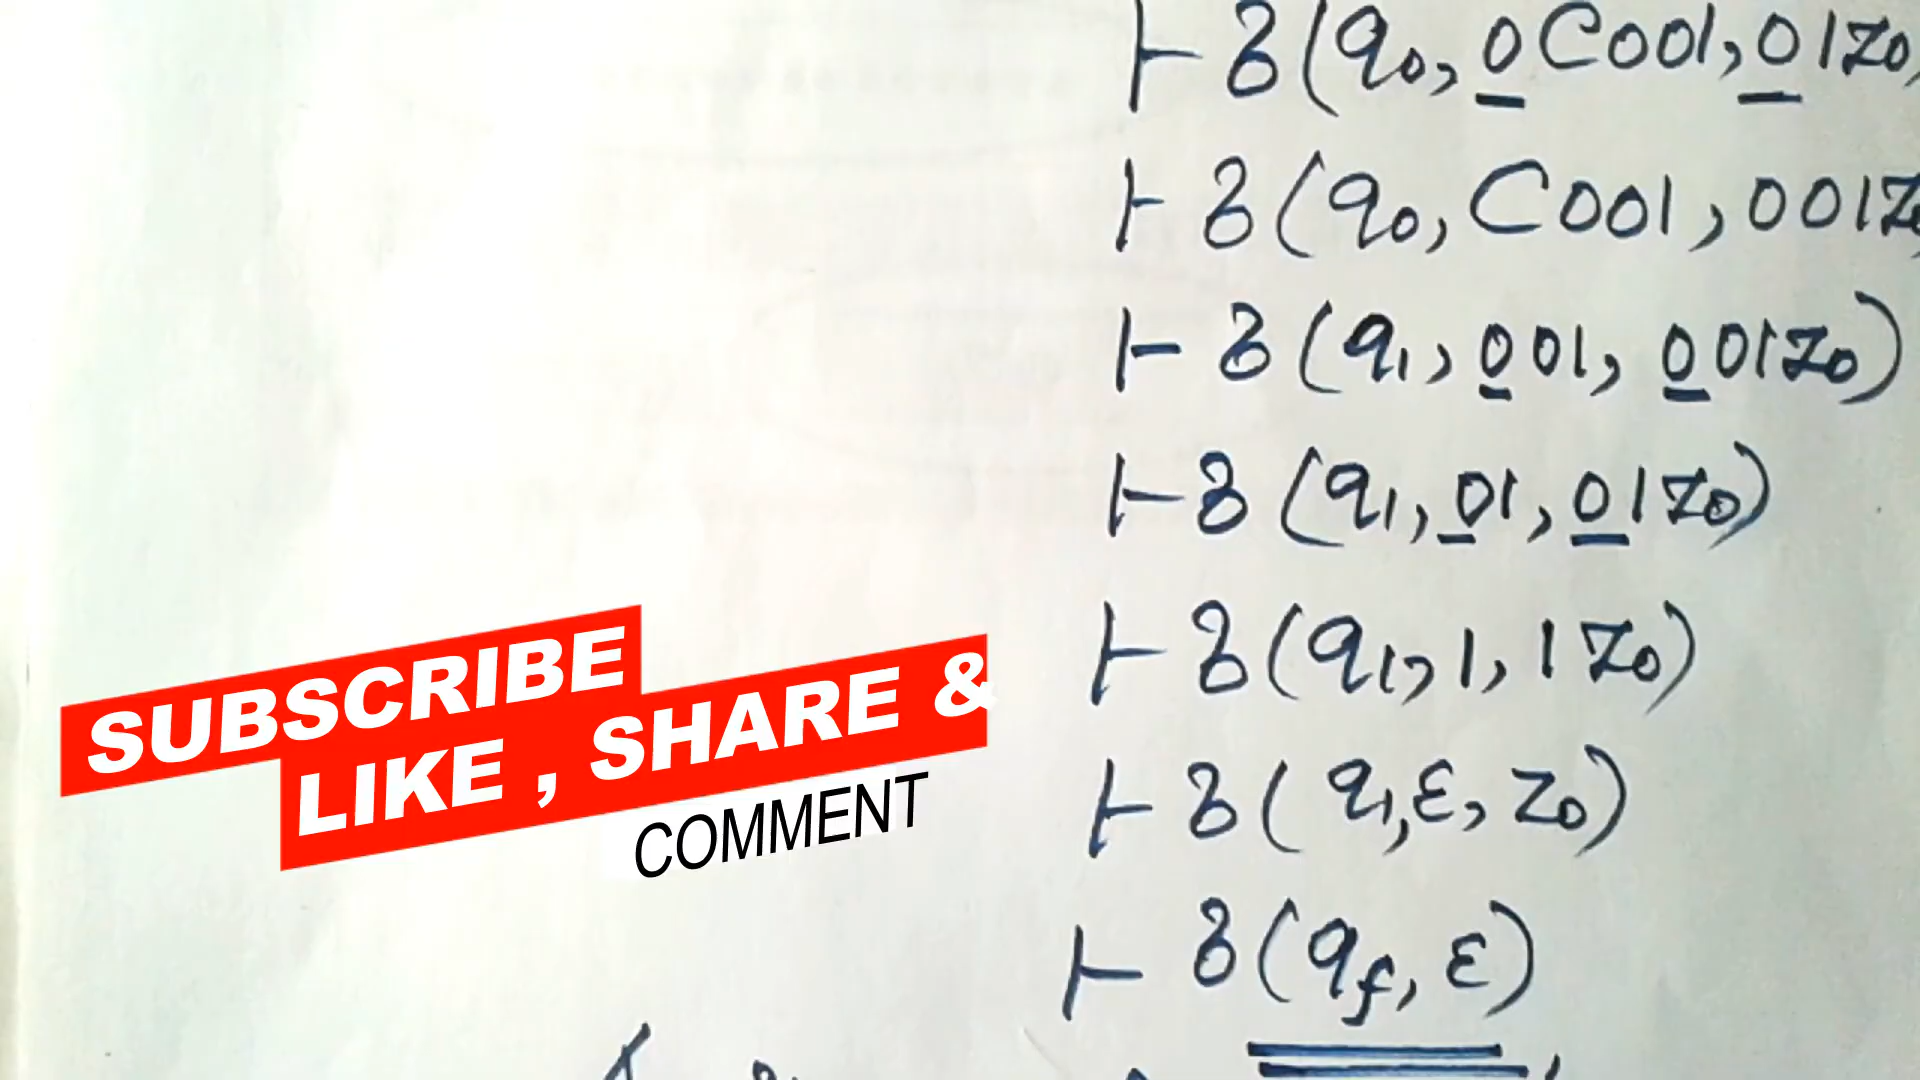 ⊢ δ(q0, 0C001, 01z0,
⊢ δ(q0, C001, 001z0
⊢ δ(q1, 001, 001z0)
⊢ δ(q1, 01, 01z0)
⊢ δ(q1, 1, 1z0)
⊢ δ(q1, ε, z0)
⊢ δ(qf, ε)
SUBSCRIBE
LIKE , SHARE &
COMMENT